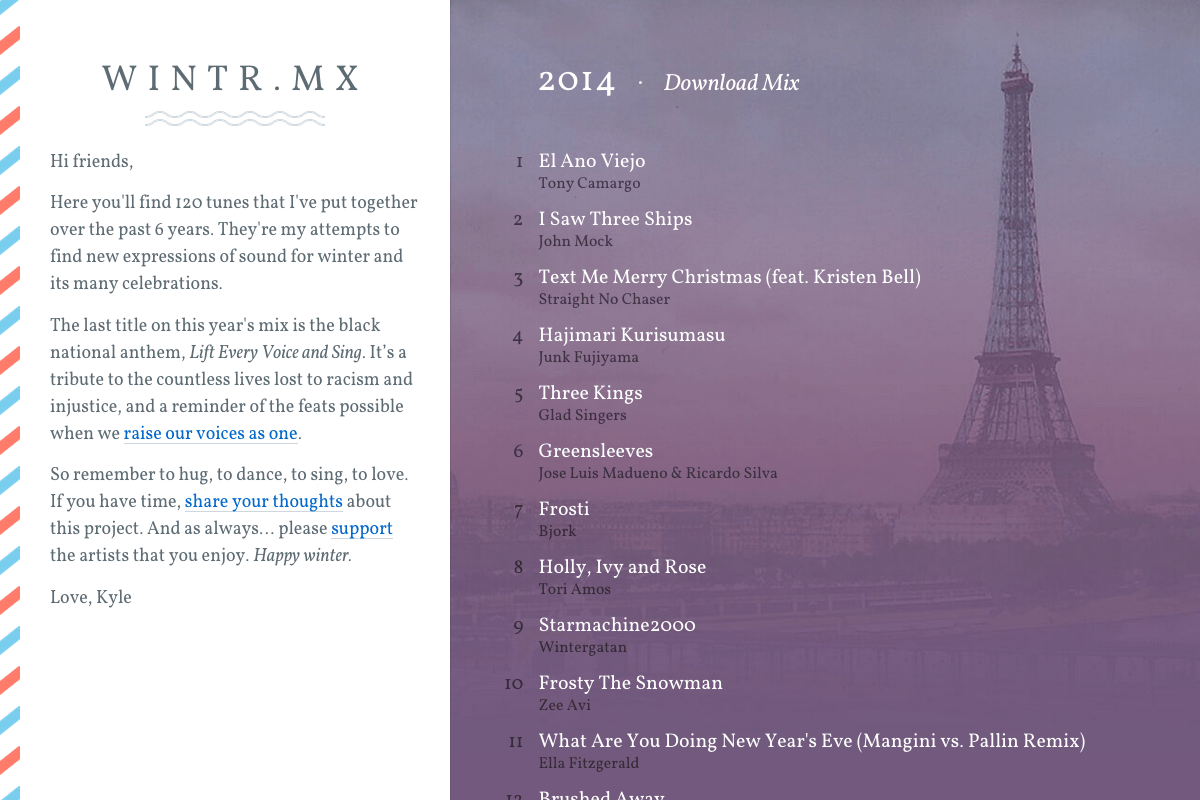 WINTR.MX
Hi friends,
Here you'll find 120 tunes that I've put together
over the past 6 years. They're my attempts to
find new expressions of sound for winter and
its many celebrations.
The last title on this year's mix is the black
national anthem, Lift Every Voice and Sing. It’s a
tribute to the countless lives lost to racism and
injustice, and a reminder of the feats possible
when we raise our voices as one.
So remember to hug, to dance, to sing, to love.
If you have time, share your thoughts about
this project. And as always… please support
the artists that you enjoy. Happy winter.
Love, Kyle
2014 · Download Mix
1 El Ano Viejo
Tony Camargo
2 I Saw Three Ships
John Mock
3 Text Me Merry Christmas (feat. Kristen Bell)
Straight No Chaser
4 Hajimari Kurisumasu
Junk Fujiyama
5 Three Kings
Glad Singers
6 Greensleeves
Jose Luis Madueno & Ricardo Silva
7 Frosti
Bjork
8 Holly, Ivy and Rose
Tori Amos
9 Starmachine2000
Wintergatan
10 Frosty The Snowman
Zee Avi
11 What Are You Doing New Year's Eve (Mangini vs. Pallin Remix)
Ella Fitzgerald
12 Brushed Away